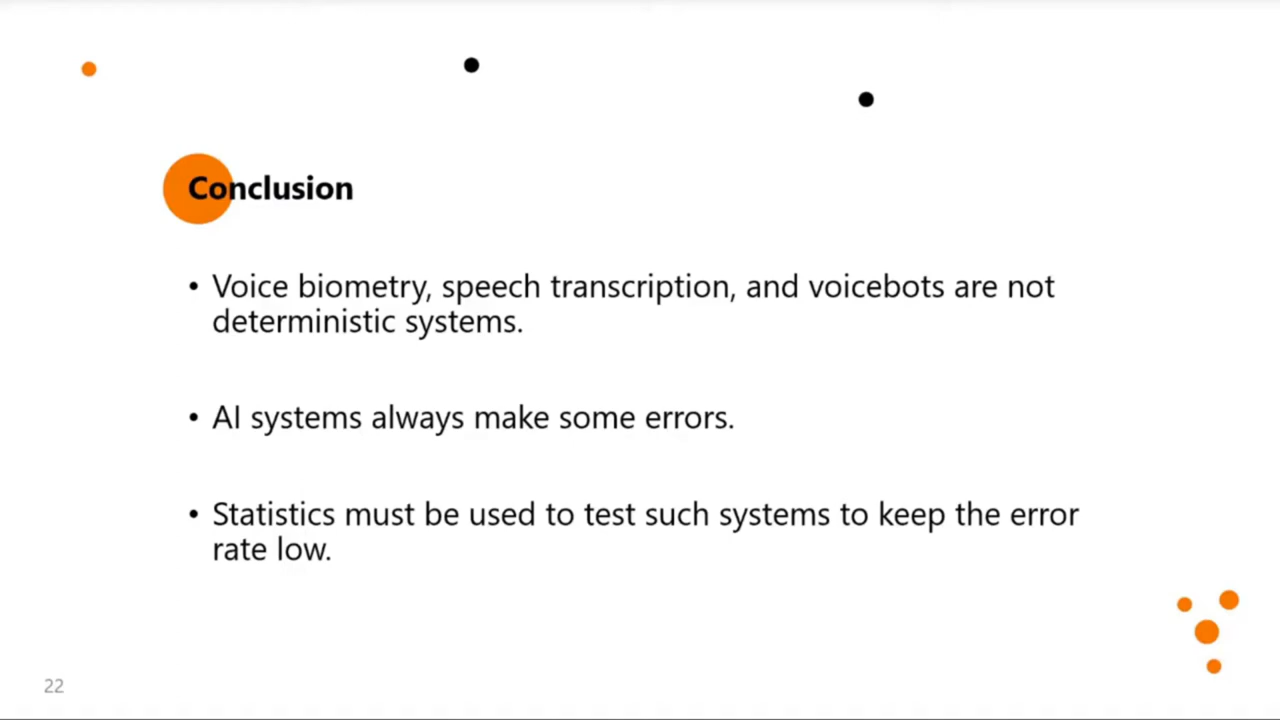 Conclusion
• Voice biometry, speech transcription, and voicebots are not
deterministic systems.
• AI systems always make some errors.
• Statistics must be used to test such systems to keep the error
rate low.
22